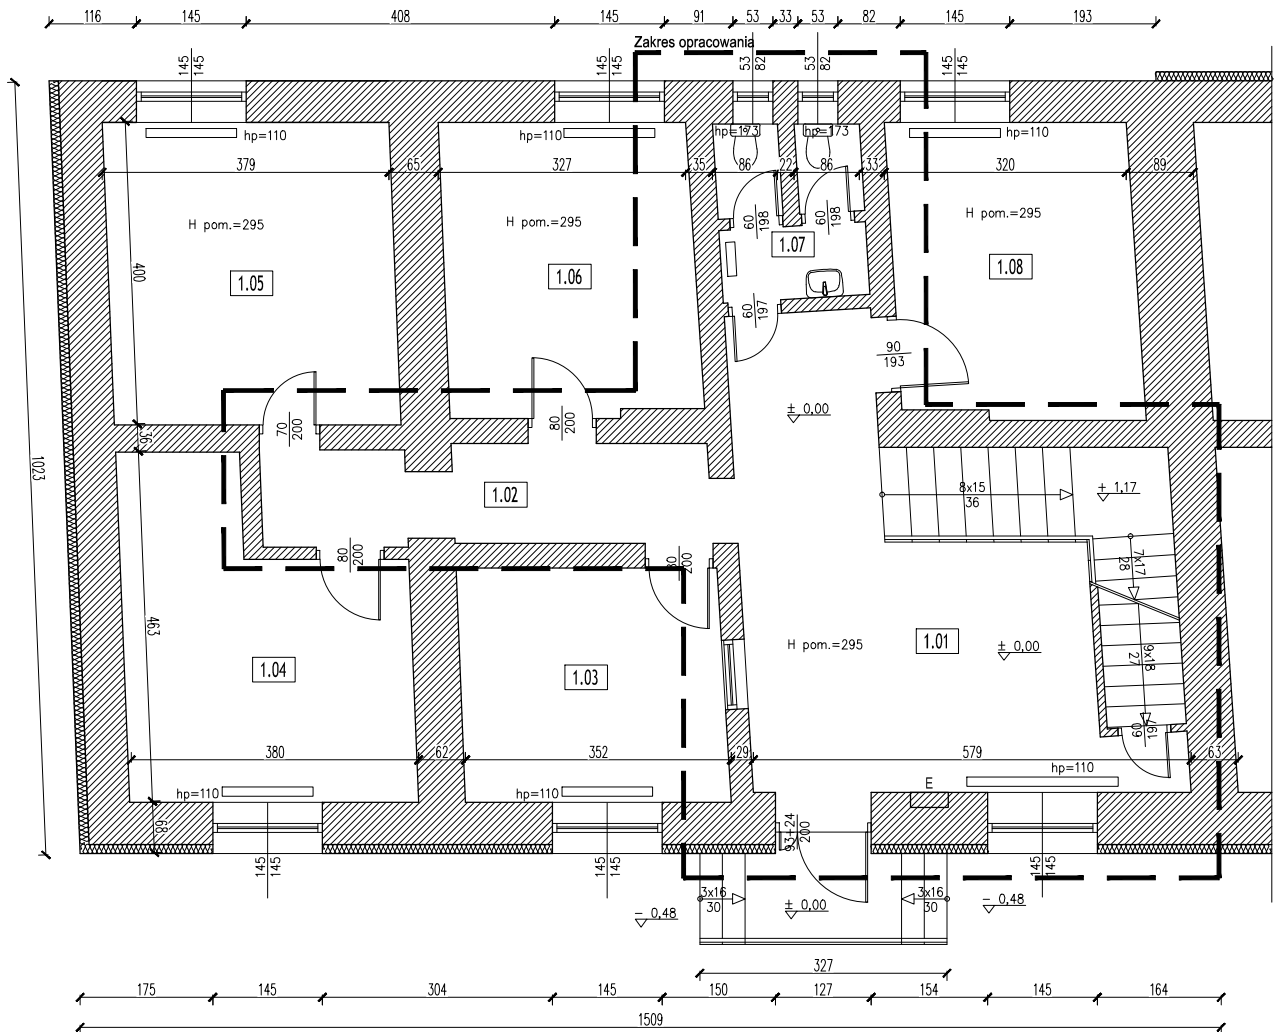 116 145 408 145 91 53 33 53 82 145 193
Zakres opracowania
145 145
145 145
53 82
53 82
145 145
hp=110
hp=110
hp=173
hp=173
hp=110
379 65 327 35 86 22 86 33 320 89
H pom.=295
H pom.=295
H pom.=295
60 198
60 198
1.07
1.05
1.06
1.08
400
60 197
90
193
± 0,00
70 200
80 200
36
1023
1.02
8x15
36
+ 1,17
80 200
80 200
7x17
28
463
H pom.=295
1.01
± 0,00
9x18
27
1.04
1.03
60 197
380 62 352 29 579 63
hp=110
hp=110
hp=110
E
68
93+24
200
145 145
145 145
145 145
3x16
30
± 0,00
3x16
30
- 0,48
- 0,48
327
175 145 304 145 150 127 154 145 164
1509